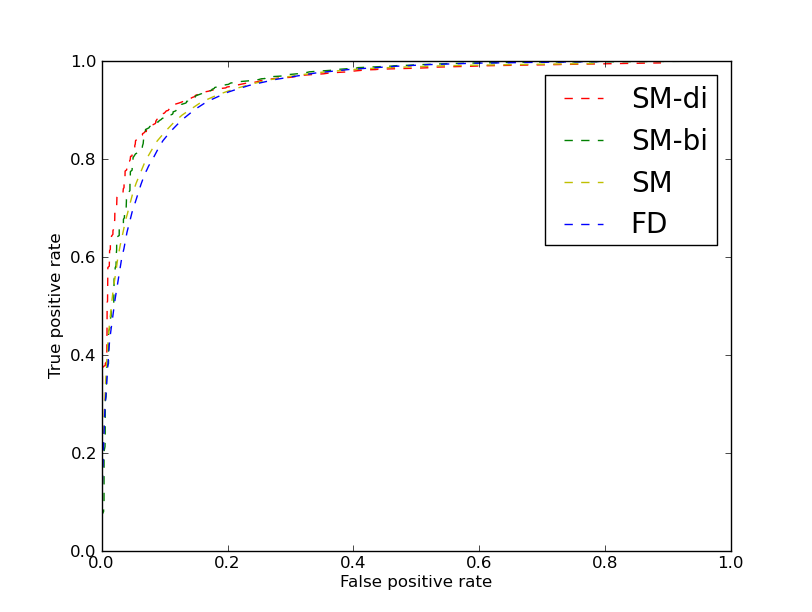 1.0
0.8
0.6
0.4
0.2
0.0
True positive rate
SM-di
SM-bi
SM
FD
0.0 0.2 0.4 0.6 0.8 1.0
False positive rate